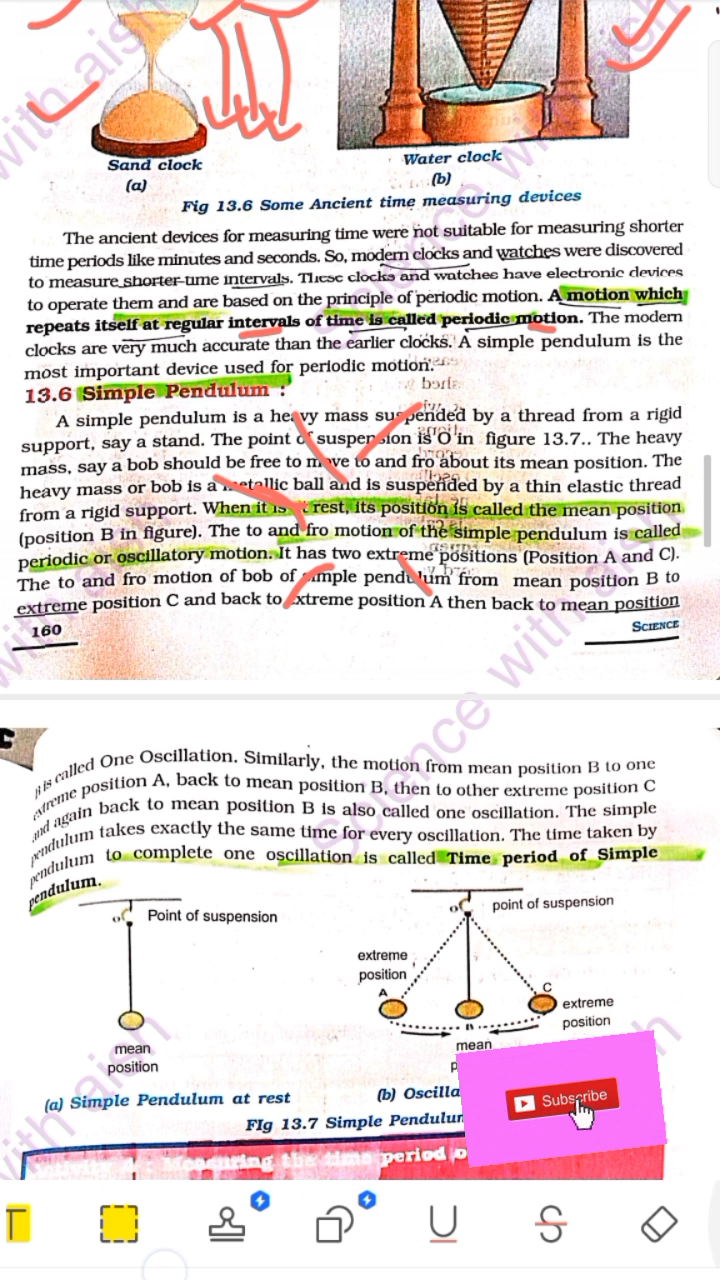 Sand clock
(a)
Water clock
(b)
Fig 13.6 Some Ancient time measuring devices
The ancient devices for measuring time were not suitable for measuring shorter
time periods like minutes and seconds. So, modern clocks and watches were discovered
to measure shorter time intervals. These clocks and watches have electronic devices
to operate them and are based on the principle of periodic motion. A motion which
repeats itself at regular intervals of time is called periodic motion. The modern
clocks are very much accurate than the earlier clocks. A simple pendulum is the
most important device used for periodic motion.
13.6 Simple Pendulum :
A simple pendulum is a heavy mass suspended by a thread from a rigid
support, say a stand. The point of suspension is 'O' in figure 13.7.. The heavy
mass, say a bob should be free to move to and fro about its mean position. The
heavy mass or bob is a metallic ball and is suspended by a thin elastic thread
from a rigid support. When it is at rest, its position is called the mean position
(position B in figure). The to and fro motion of the simple pendulum is called
periodic or oscillatory motion. It has two extreme positions (Position A and C).
The to and fro motion of bob of simple pendulum from mean position B to
extreme position C and back to extreme position A then back to mean position
160
SCIENCE
is called One Oscillation. Similarly, the motion from mean position B to one
extreme position A, back to mean position B, then to other extreme position C
and again back to mean position B is also called one oscillation. The simple
pendulum takes exactly the same time for every oscillation. The time taken by
pendulum to complete one oscillation is called Time period of Simple
pendulum.
o Point of suspension
o point of suspension
extreme
position
A
C
extreme
position
B
mean
position
mean
(a) Simple Pendulum at rest
(b) Oscilla
FIg 13.7 Simple Pendulu
Measuring the time period o
Subscribe
Science with aish
T
U
S